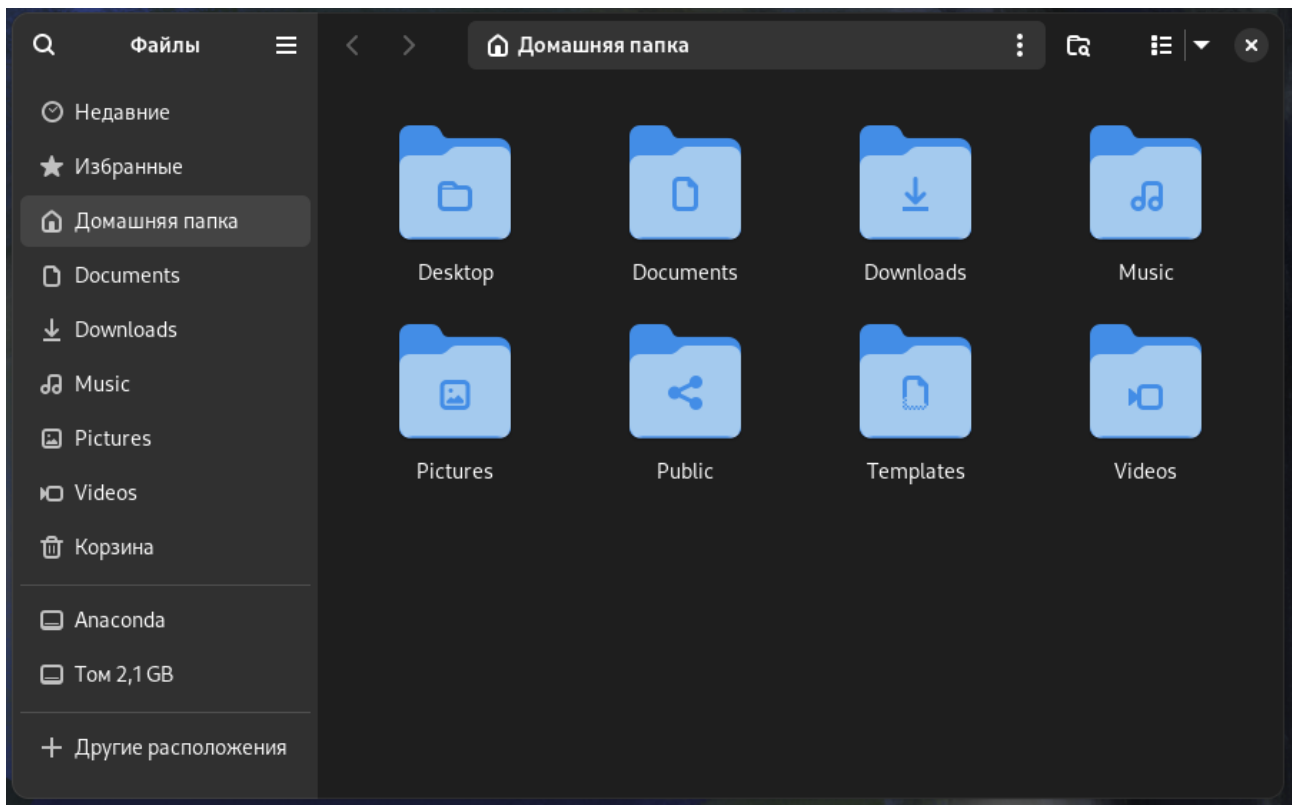 Файлы
Домашняя папка
Недавние
Избранные
Домашняя папка
Documents
Downloads
Music
Pictures
Videos
Корзина
Anaconda
Том 2,1 GB
Другие расположения
Desktop
Documents
Downloads
Music
Pictures
Public
Templates
Videos